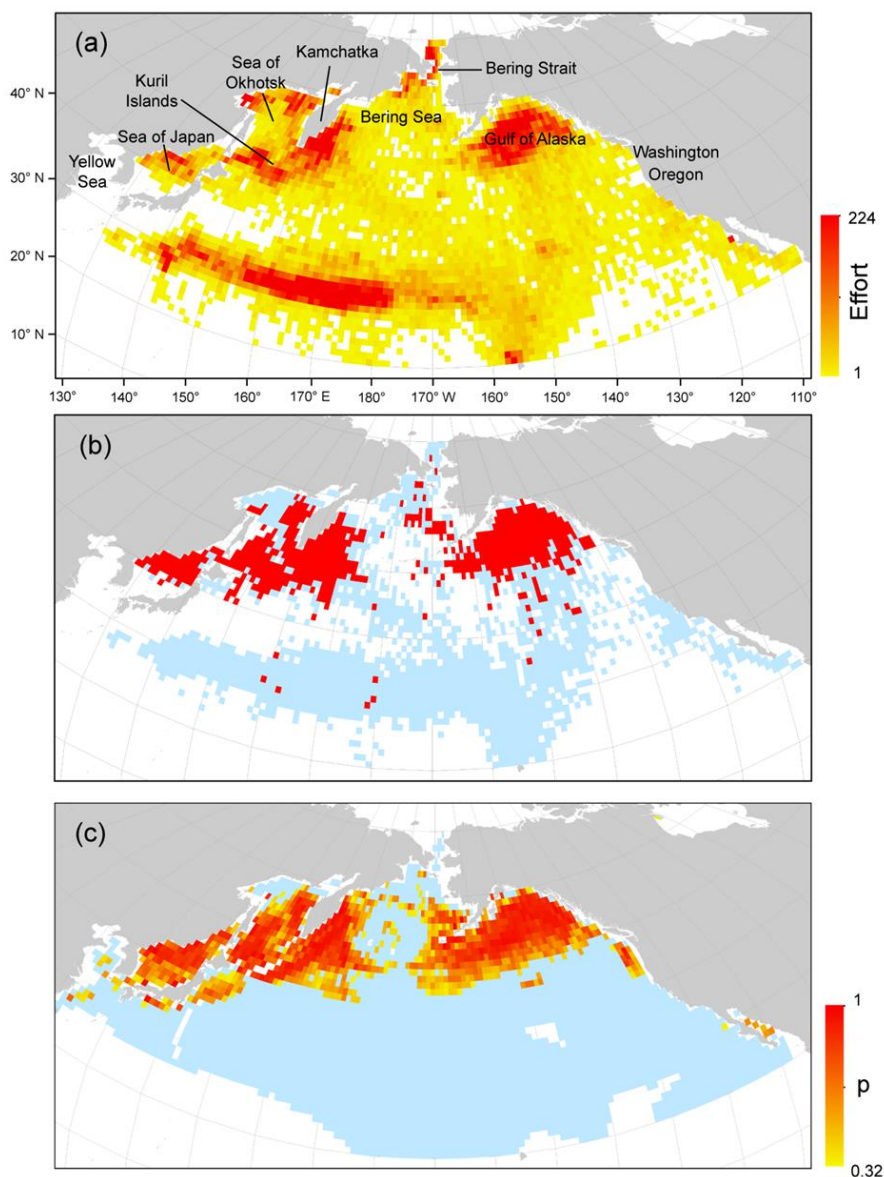 (a)
Kamchatka
Sea of
Okhotsk
Bering Strait
Kuril
Islands
40° N
Bering Sea
Sea of Japan
Gulf of Alaska
Washington
Oregon
Yellow
Sea
30° N
20° N
10° N
224
Effort
1
130°
140°
150°
160°
170° E
180°
170° W
160°
150°
140°
130°
120°
110°
(b)
(c)
1
p
0.32